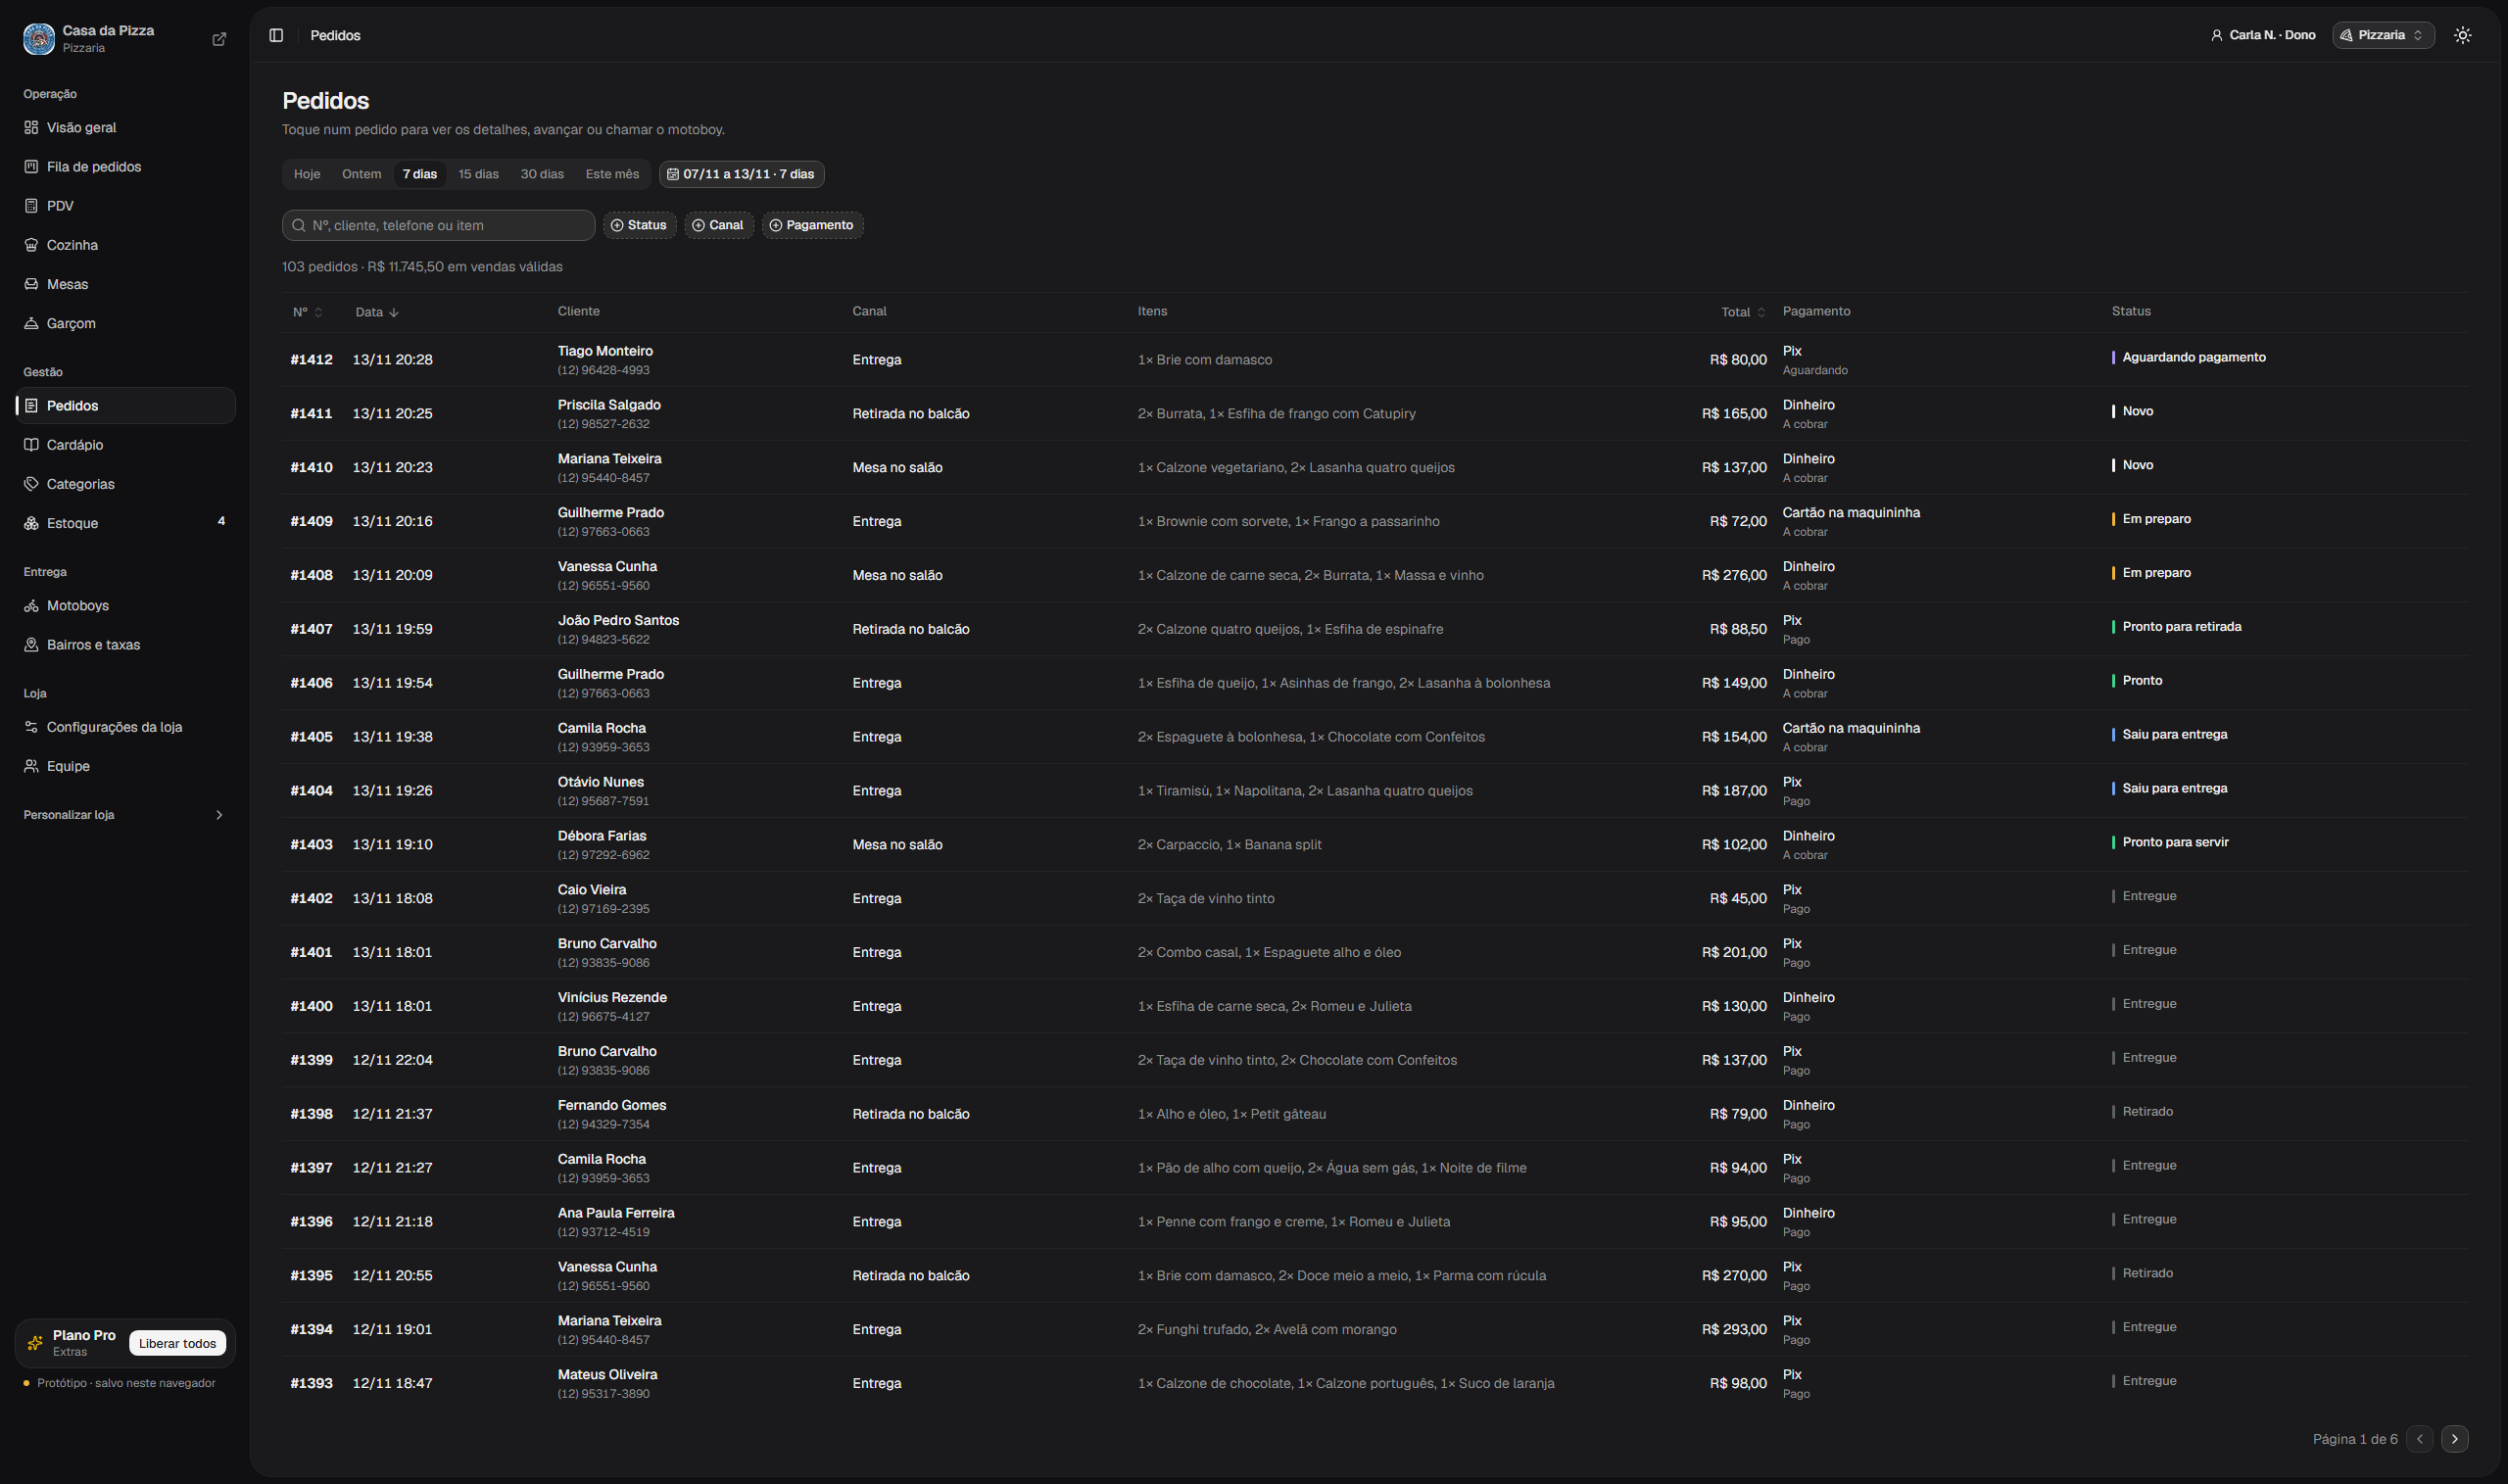 Casa da Pizza
Pizzaria
Operação
Visão geral
Fila de pedidos
PDV
Cozinha
Mesas
Garçom
Gestão
Pedidos
Cardápio
Categorias
Estoque 4
Entrega
Motoboys
Bairros e taxas
Loja
Configurações da loja
Equipe
Personalizar loja
Plano Pro
Extras
Liberar todos
Protótipo · salvo neste navegador
Pedidos
Carla N. · Dono
Pizzaria
Pedidos
Toque num pedido para ver os detalhes, avançar ou chamar o motoboy.
Hoje Ontem 7 dias 15 dias 30 dias Este mês 07/11 a 13/11 · 7 dias
Nº, cliente, telefone ou item Status Canal Pagamento
103 pedidos · R$ 11.745,50 em vendas válidas
Nº Data Cliente Canal Itens Total Pagamento Status
#1412 13/11 20:28 Tiago Monteiro (12) 96428-4993 Entrega 1× Brie com damasco R$ 80,00 Pix Aguardando Aguardando pagamento
#1411 13/11 20:25 Priscila Salgado (12) 98527-2632 Retirada no balcão 2× Burrata, 1× Esfiha de frango com Catupiry R$ 165,00 Dinheiro A cobrar Novo
#1410 13/11 20:23 Mariana Teixeira (12) 95440-8457 Mesa no salão 1× Calzone vegetariano, 2× Lasanha quatro queijos R$ 137,00 Dinheiro A cobrar Novo
#1409 13/11 20:16 Guilherme Prado (12) 97663-0663 Entrega 1× Brownie com sorvete, 1× Frango a passarinho R$ 72,00 Cartão na maquininha A cobrar Em preparo
#1408 13/11 20:09 Vanessa Cunha (12) 96551-9560 Mesa no salão 1× Calzone de carne seca, 2× Burrata, 1× Massa e vinho R$ 276,00 Dinheiro A cobrar Em preparo
#1407 13/11 19:59 João Pedro Santos (12) 94823-5622 Retirada no balcão 2× Calzone quatro queijos, 1× Esfiha de espinafre R$ 88,50 Pix Pago Pronto para retirada
#1406 13/11 19:54 Guilherme Prado (12) 97663-0663 Entrega 1× Esfiha de queijo, 1× Asinhas de frango, 2× Lasanha à bolonhesa R$ 149,00 Dinheiro A cobrar Pronto
#1405 13/11 19:38 Camila Rocha (12) 93959-3653 Entrega 2× Espaguete à bolonhesa, 1× Chocolate com Confeitos R$ 154,00 Cartão na maquininha A cobrar Saiu para entrega
#1404 13/11 19:26 Otávio Nunes (12) 95687-7591 Entrega 1× Tiramisù, 1× Napolitana, 2× Lasanha quatro queijos R$ 187,00 Pix Pago Saiu para entrega
#1403 13/11 19:10 Débora Farias (12) 97292-6962 Mesa no salão 2× Carpaccio, 1× Banana split R$ 102,00 Dinheiro A cobrar Pronto para servir
#1402 13/11 18:08 Caio Vieira (12) 97169-2395 Entrega 2× Taça de vinho tinto R$ 45,00 Pix Pago Entregue
#1401 13/11 18:01 Bruno Carvalho (12) 93835-9086 Entrega 2× Combo casal, 1× Espaguete alho e óleo R$ 201,00 Pix Pago Entregue
#1400 13/11 18:01 Vinícius Rezende (12) 96675-4127 Entrega 1× Esfiha de carne seca, 2× Romeu e Julieta R$ 130,00 Dinheiro Pago Entregue
#1399 12/11 22:04 Bruno Carvalho (12) 93835-9086 Entrega 2× Taça de vinho tinto, 2× Chocolate com Confeitos R$ 137,00 Pix Pago Entregue
#1398 12/11 21:37 Fernando Gomes (12) 94329-7354 Retirada no balcão 1× Alho e óleo, 1× Petit gâteau R$ 79,00 Dinheiro Pago Retirado
#1397 12/11 21:27 Camila Rocha (12) 93959-3653 Entrega 1× Pão de alho com queijo, 2× Água sem gás, 1× Noite de filme R$ 94,00 Pix Pago Entregue
#1396 12/11 21:18 Ana Paula Ferreira (12) 93712-4519 Entrega 1× Penne com frango e creme, 1× Romeu e Julieta R$ 95,00 Dinheiro Pago Entregue
#1395 12/11 20:55 Vanessa Cunha (12) 96551-9560 Retirada no balcão 1× Brie com damasco, 2× Doce meio a meio, 1× Parma com rúcula R$ 270,00 Pix Pago Retirado
#1394 12/11 19:01 Mariana Teixeira (12) 95440-8457 Entrega 2× Funghi trufado, 2× Avelã com morango R$ 293,00 Pix Pago Entregue
#1393 12/11 18:47 Mateus Oliveira (12) 95317-3890 Entrega 1× Calzone de chocolate, 1× Calzone português, 1× Suco de laranja R$ 98,00 Pix Pago Entregue
Página 1 de 6